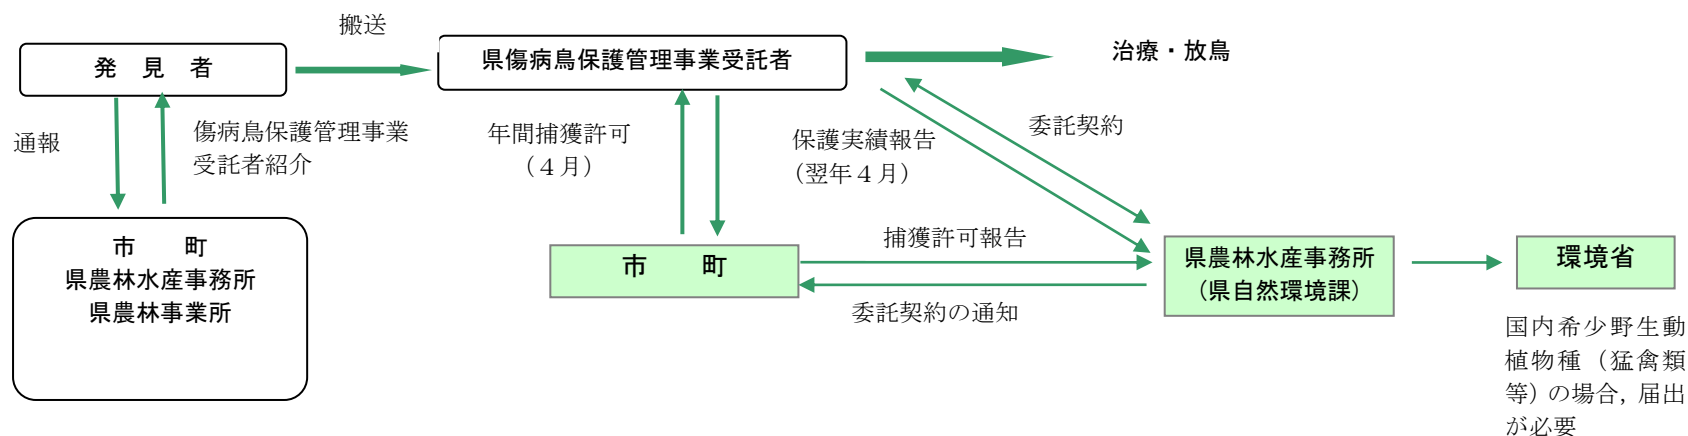 搬送
発　見　者
県傷病鳥保護管理事業受託者
治療・放鳥
通報
傷病鳥保護管理事業
受託者紹介
年間捕獲許可
（４月）
保護実績報告
（翌年４月）
委託契約
市　　町
県農林水産事務所
県農林事業所
市　　町
捕獲許可報告
委託契約の通知
県農林水産事務所
（県自然環境課）
環境省
国内希少野生動
植物種（猛禽類
等）の場合，届出
が必要